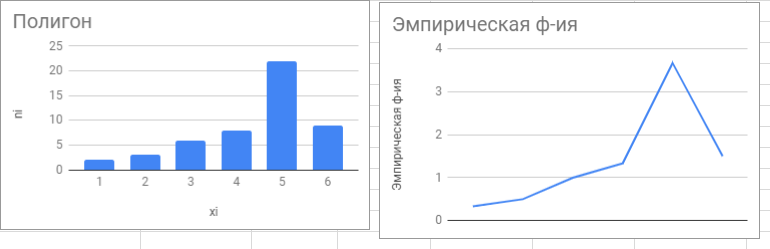 Полигон
25
20
15
10
5
0
ni
1 2 3 4 5 6
xi
Эмпирическая ф-ия
4
3
2
1
0
Эмпирическая ф-ия